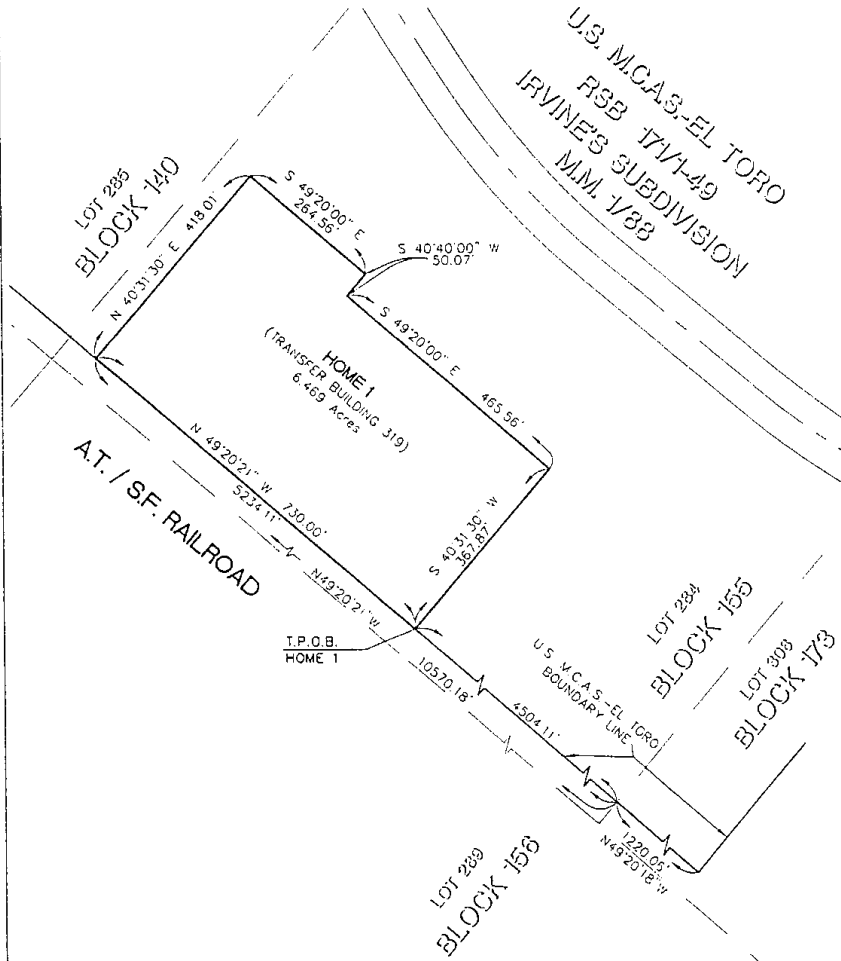 U.S. M.C.A.S.-EL TORO
RSB 171/1-49
IRVINE'S SUBDIVISION
M.M. 1/88
LOT 285
BLOCK 140
N 40°31'30" E 418.01'
S 49°20'00" E
264.56'
S 40°40'00" W
50.07'
S 49°20'00" E 465.56'
HOME 1
(TRANSFER BUILDING 319)
6.469 Acres
N 49°20'21" W 730.00'
5234.11'
A.T. / S.F. RAILROAD
S 40°31'30" W
367.87'
N49°20'21" W
T.P.O.B.
HOME 1
10570.18'
4504.11'
U.S. M.C.A.S.-EL TORO
BOUNDARY LINE
LOT 284
BLOCK 155
LOT 308
BLOCK 173
1220.05'
N49°20'18" W
LOT 289
BLOCK 156